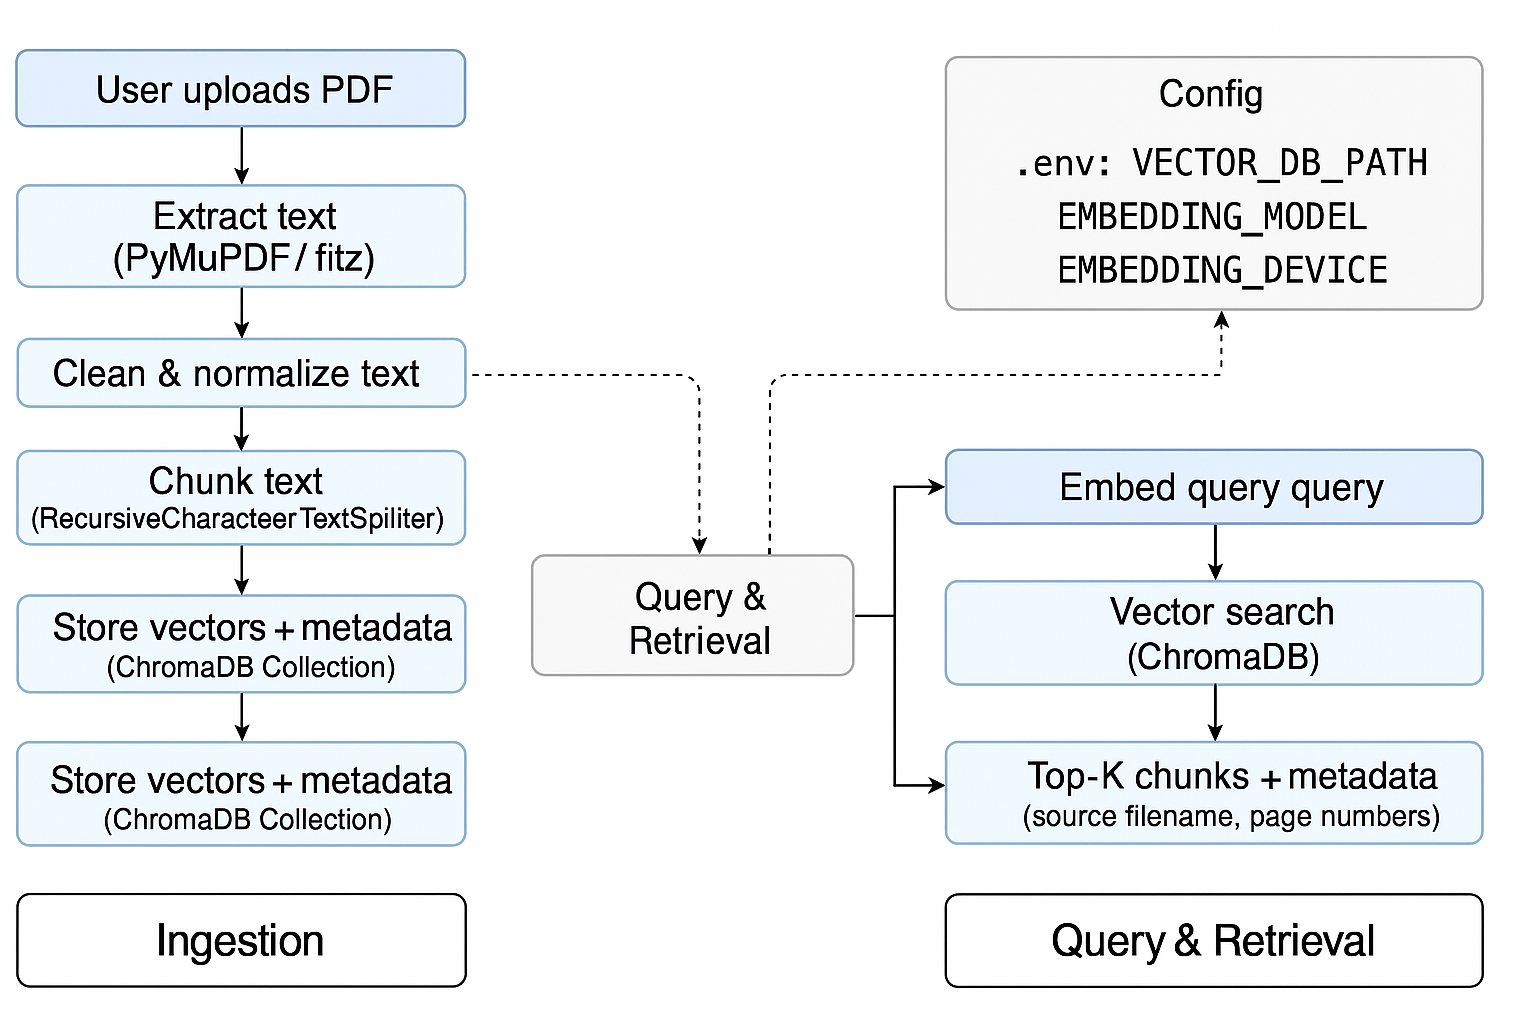 User uploads PDF
Extract text
(PyMuPDF / fitz)
Clean & normalize text
Chunk text
(RecursiveCharacteerTextSpiliter)
Store vectors + metadata
(ChromaDB Collection)
Store vectors + metadata
(ChromaDB Collection)
Ingestion
Query &
Retrieval
Config
.env: VECTOR_DB_PATH
EMBEDDING_MODEL
EMBEDDING_DEVICE
Embed query query
Vector search
(ChromaDB)
Top-K chunks + metadata
(source filename, page numbers)
Query & Retrieval